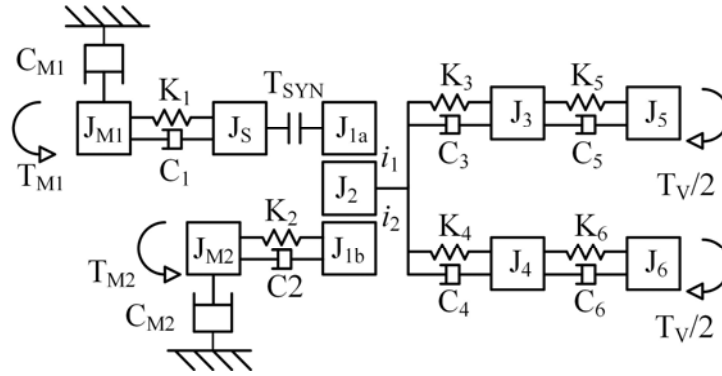 C_M1
K_1
T_SYN
K_3
K_5
J_M1
J_S
J_1a
J_3
J_5
T_M1
C_1
i_1
C_3
C_5
T_V/2
J_2
K_2
i_2
K_4
K_6
T_M2
J_M2
J_1b
J_4
J_6
C2
C_4
C_6
C_M2
T_V/2